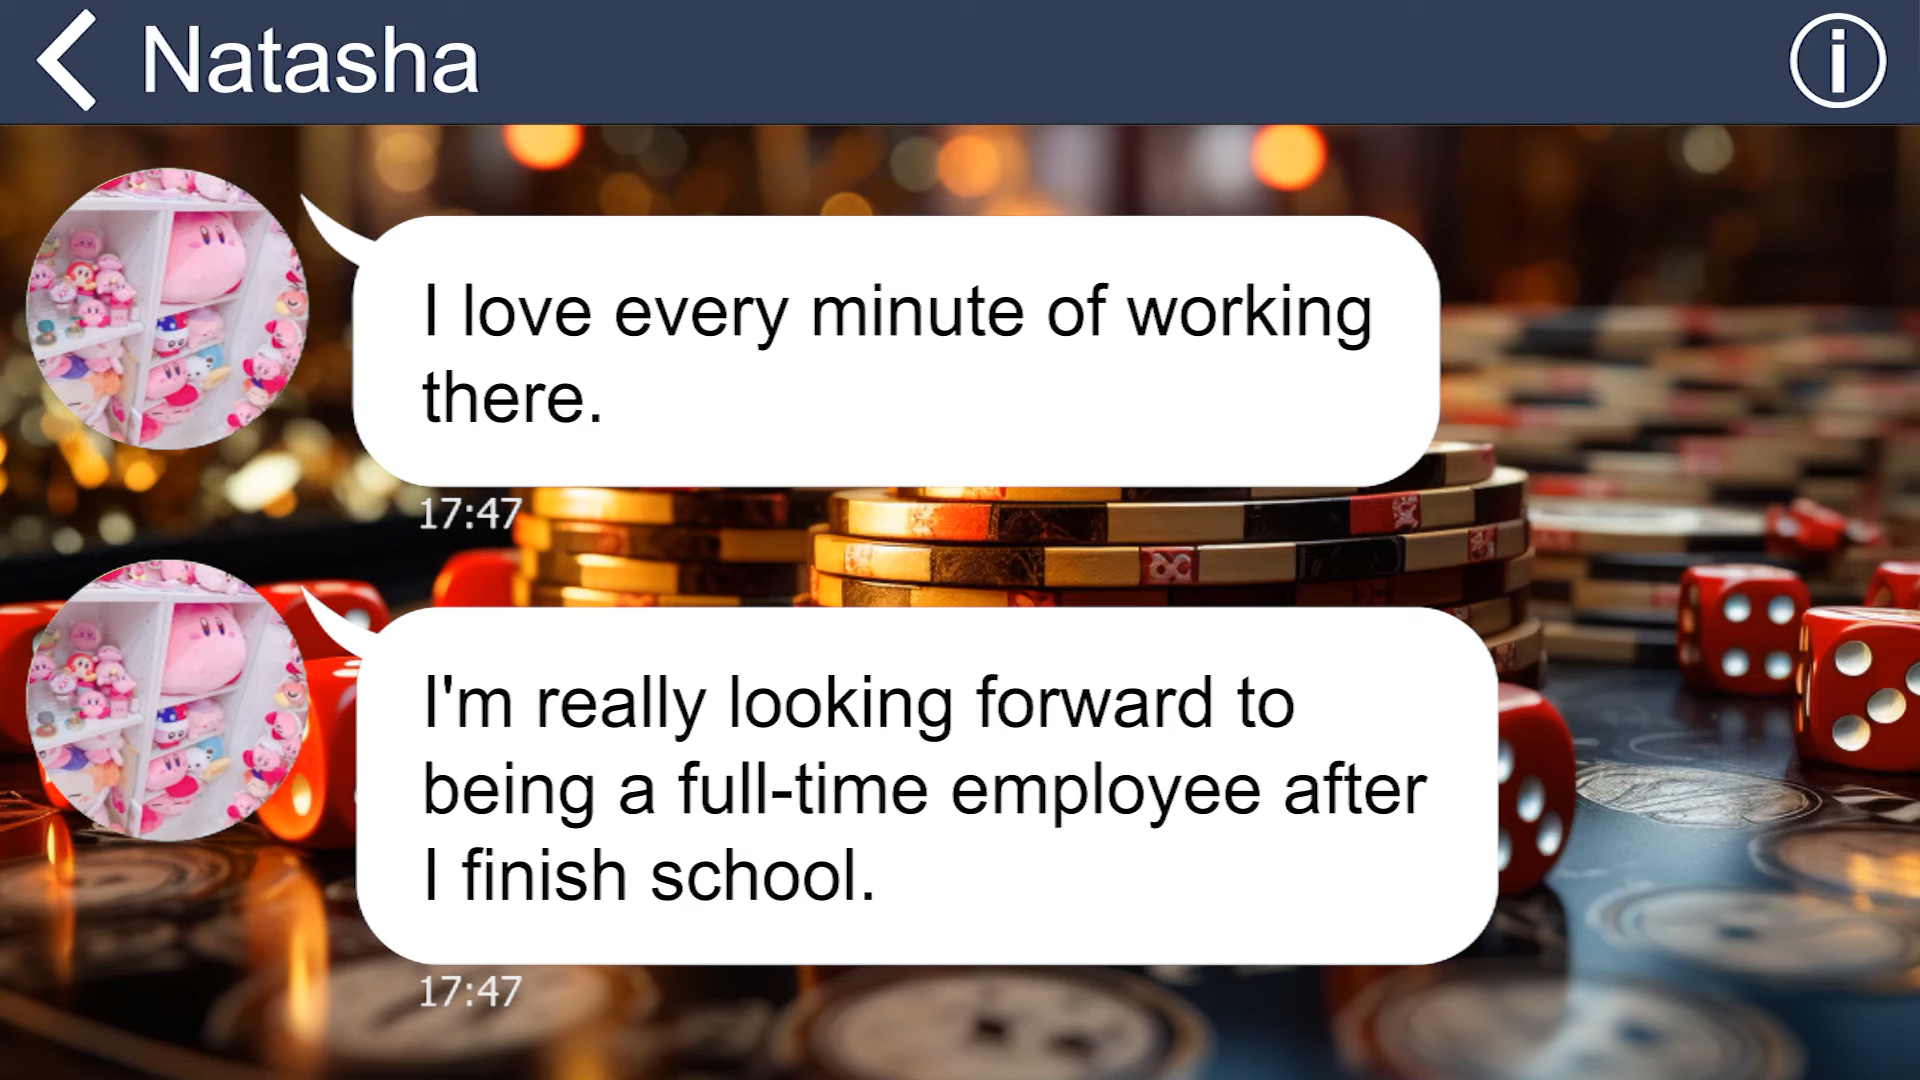 Natasha
I love every minute of working
there.
17:47
I'm really looking forward to
being a full-time employee after
I finish school.
17:47